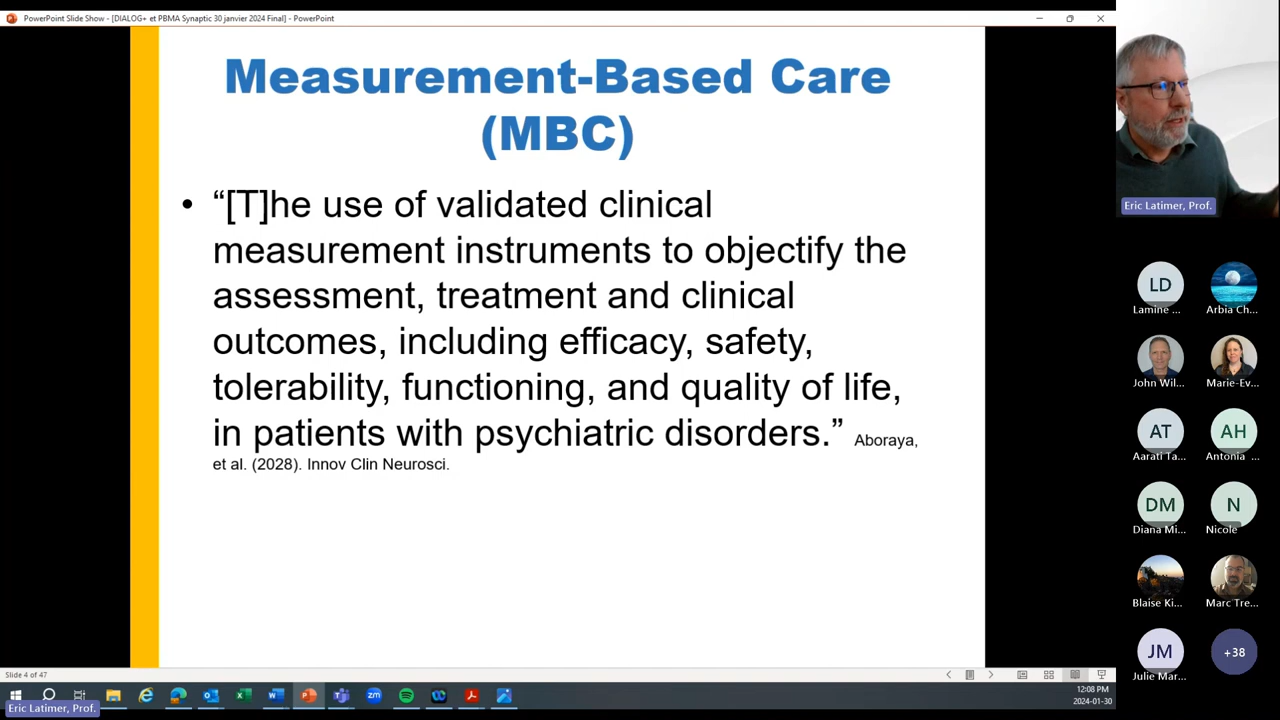 PowerPoint Slide Show - [DIALOG+ et PBMA Synaptic 30 janvier 2024 Final] - PowerPoint
Measurement-Based Care
(MBC)
• “[T]he use of validated clinical
measurement instruments to objectify the
assessment, treatment and clinical
outcomes, including efficacy, safety,
tolerability, functioning, and quality of life,
in patients with psychiatric disorders.” Aboraya,
et al. (2028). Innov Clin Neurosci.
Eric Latimer, Prof.
LD
Lamine ...
Arbia Ch...
John Wil...
Marie-Ev...
AT
Aarati Ta...
AH
Antonia ...
DM
Diana Mi...
N
Nicole
Blaise Ki...
Marc Tre...
JM
Julie Mar...
+38
Slide 4 of 47
12:08 PM
2024-01-30
Eric Latimer, Prof.